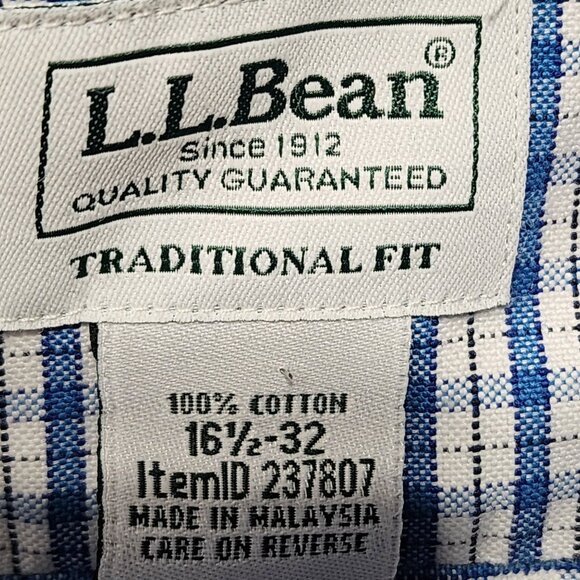 L.L.Bean®
Since 1912
QUALITY GUARANTEED
TRADITIONAL FIT
100% COTTON
16½-32
ItemID 237807
MADE IN MALAYSIA
CARE ON REVERSE